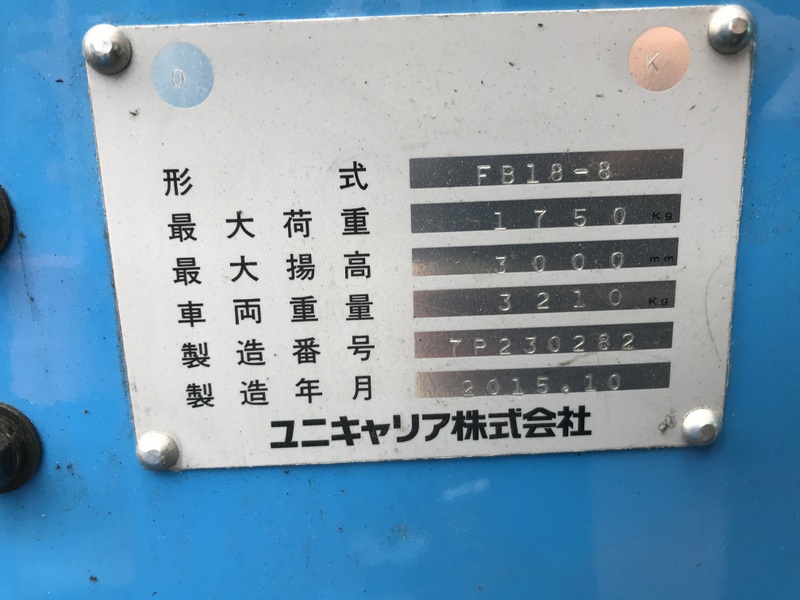 D K
形式 FB18-8
最大荷重 1750 Kg
最大揚高 3000 mm
車両重量 3210 Kg
製造番号 7P230282
製造年月 2015.10
ユニキャリア株式会社